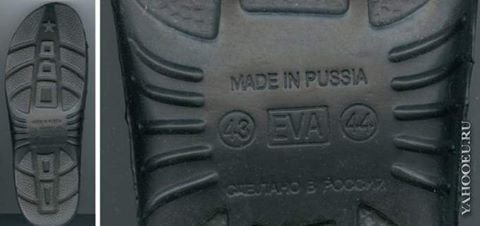 MADE IN PUSSIA
43 EVA 44
СДЕЛАНО В РОССИИ
YAHOOEU.RU